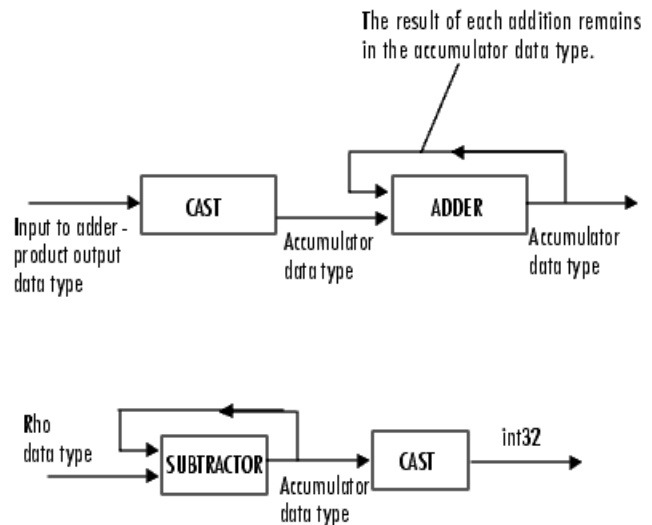 The result of each addition remains
in the accumulator data type.
CAST
ADDER
Input to adder -
product output
data type
Accumulator
data type
Accumulator
data type
Rho
data type
SUBTRACTOR
Accumulator
data type
CAST
int32